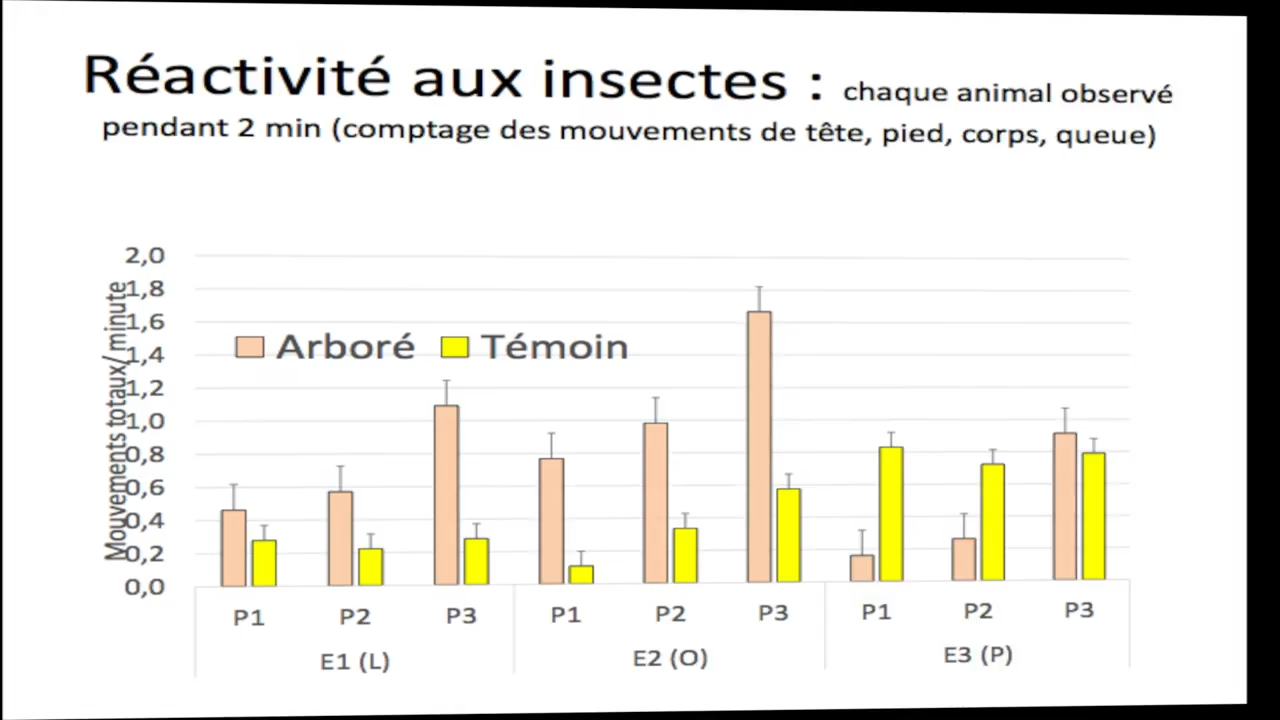 Réactivité aux insectes : chaque animal observé
pendant 2 min (comptage des mouvements de tête, pied, corps, queue)
Mouvements totaux/ minute
2,0
1,8
1,6
1,4
1,2
1,0
0,8
0,6
0,4
0,2
0,0
Arboré Témoin
P1 P2 P3 P1 P2 P3 P1 P2 P3
E1 (L) E2 (O) E3 (P)